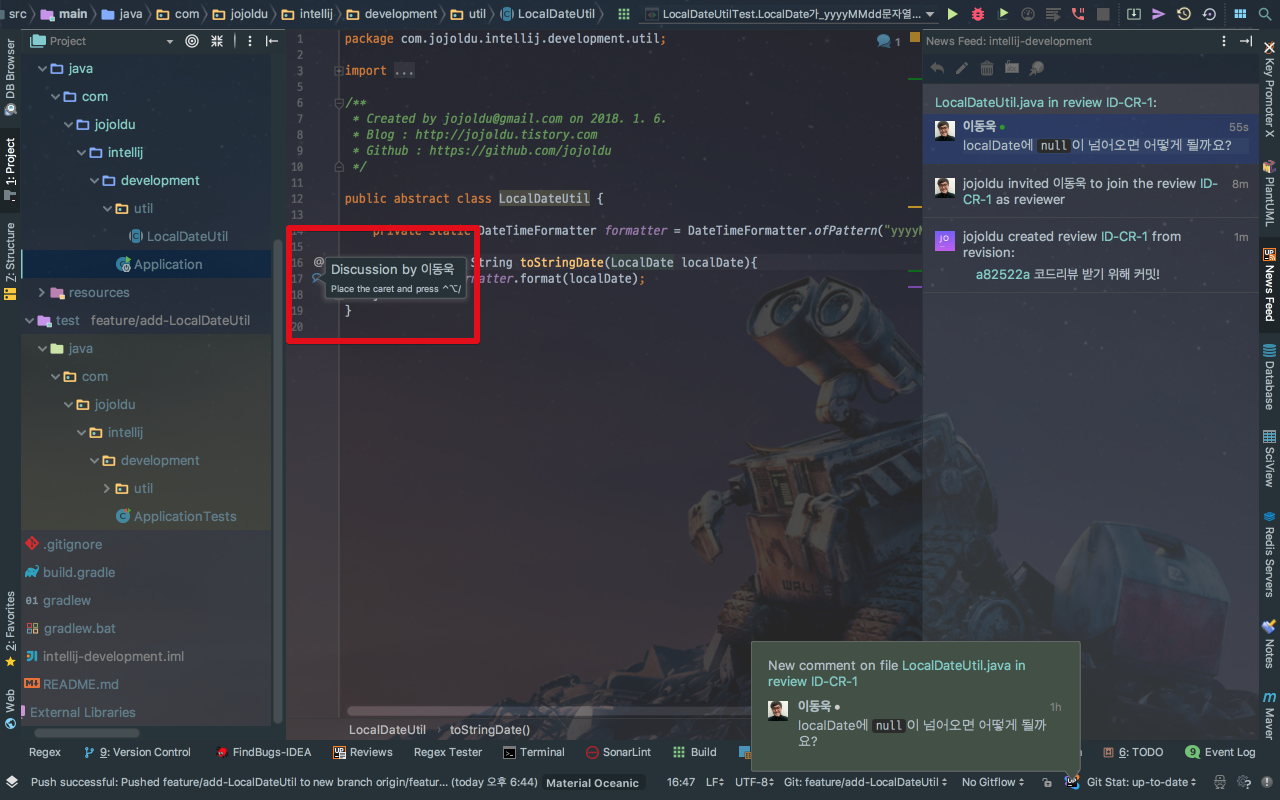 src main java com jojoldu intellij development util LocalDateUtil LocalDateUtilTest.LocalDate가_yyyyMMdd문자열...
Project
DB Browser
1: Project
Z: Structure
2: Favorites
Web
java
com
jojoldu
intellij
development
util
LocalDateUtil
Application
resources
test feature/add-LocalDateUtil
java
com
jojoldu
intellij
development
util
ApplicationTests
.gitignore
build.gradle
gradlew
gradlew.bat
intellij-development.iml
README.md
External Libraries
1 package com.jojoldu.intellij.development.util;
2
3 import ...
5
6 /**
7 * Created by jojoldu@gmail.com on 2018. 1. 6.
8 * Blog : http://jojoldu.tistory.com
9 * Github : https://github.com/jojoldu
10 */
11
12 public abstract class LocalDateUtil {
13
14 private static DateTimeFormatter formatter = DateTimeFormatter.ofPattern("yyyyM
15
16 @ String toStringDate(LocalDate localDate){
17 matter.format(localDate);
18
19 }
20
Discussion by 이동욱
Place the caret and press ^⌥/
1
LocalDateUtil toStringDate()
News Feed: intellij-development
LocalDateUtil.java in review ID-CR-1:
이동욱 55s
localDate에 null이 넘어오면 어떻게 될까요?
jojoldu invited 이동욱 to join the review ID- 8m
CR-1 as reviewer
JO
jojoldu created review ID-CR-1 from 1m
revision:
a82522a 코드리뷰 받기 위해 커밋!
WALL
New comment on file LocalDateUtil.java in
review ID-CR-1
이동욱 1h
localDate에 null이 넘어오면 어떻게 될까
요?
Key Promoter X
PlantUML
News Feed
Database
SciView
Redis Servers
Notes
Maven
Regex 9: Version Control FindBugs-IDEA Reviews Regex Tester Terminal SonarLint Build 6: TODO 9 Event Log
Push successful: Pushed feature/add-LocalDateUtil to new branch origin/featur... (today 오후 6:44) Material Oceanic 16:47 LF UTF-8 Git: feature/add-LocalDateUtil No Gitflow UP Git Stat: up-to-date